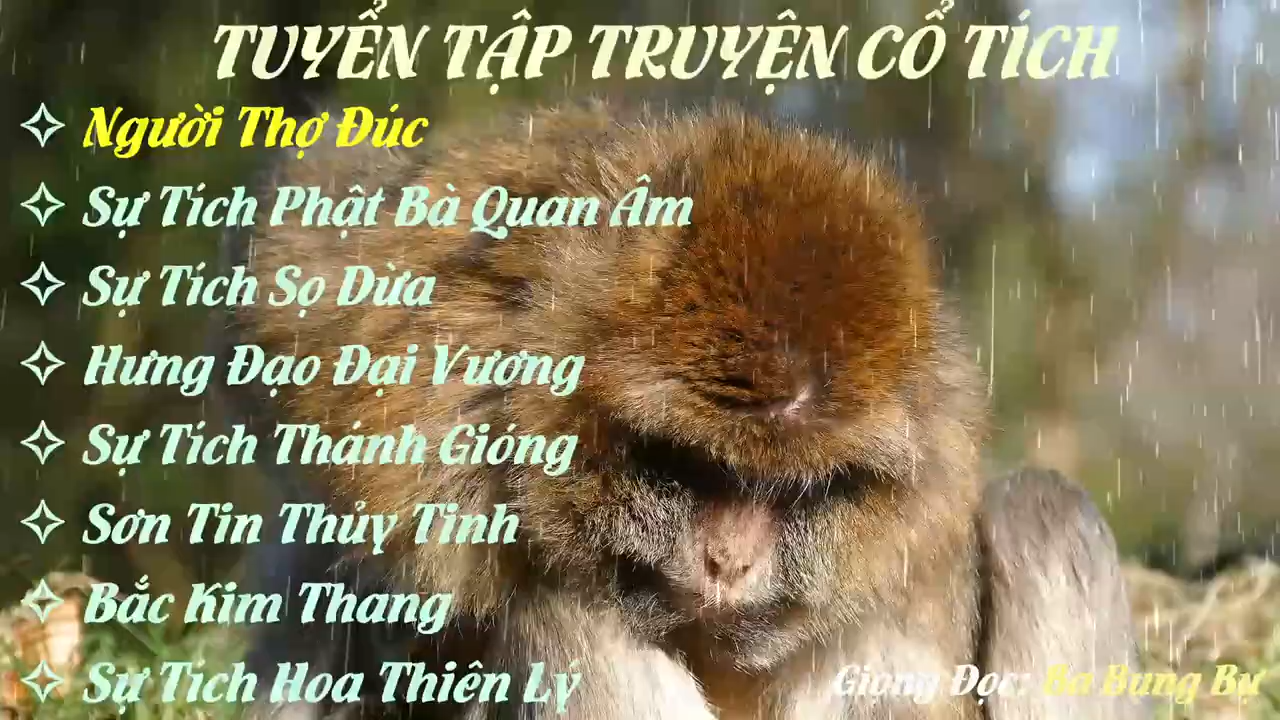 TUYỂN TẬP TRUYỆN CỔ TÍCH
Người Thợ Đúc
Sự Tích Phật Bà Quan Âm
Sự Tích Sọ Dừa
Hưng Đạo Đại Vương
Sự Tích Thánh Gióng
Sơn Tin Thủy Tinh
Bắc Kim Thang
Sự Tích Hoa Thiên Lý
Giọng Đọc: Ba Bụng Bự